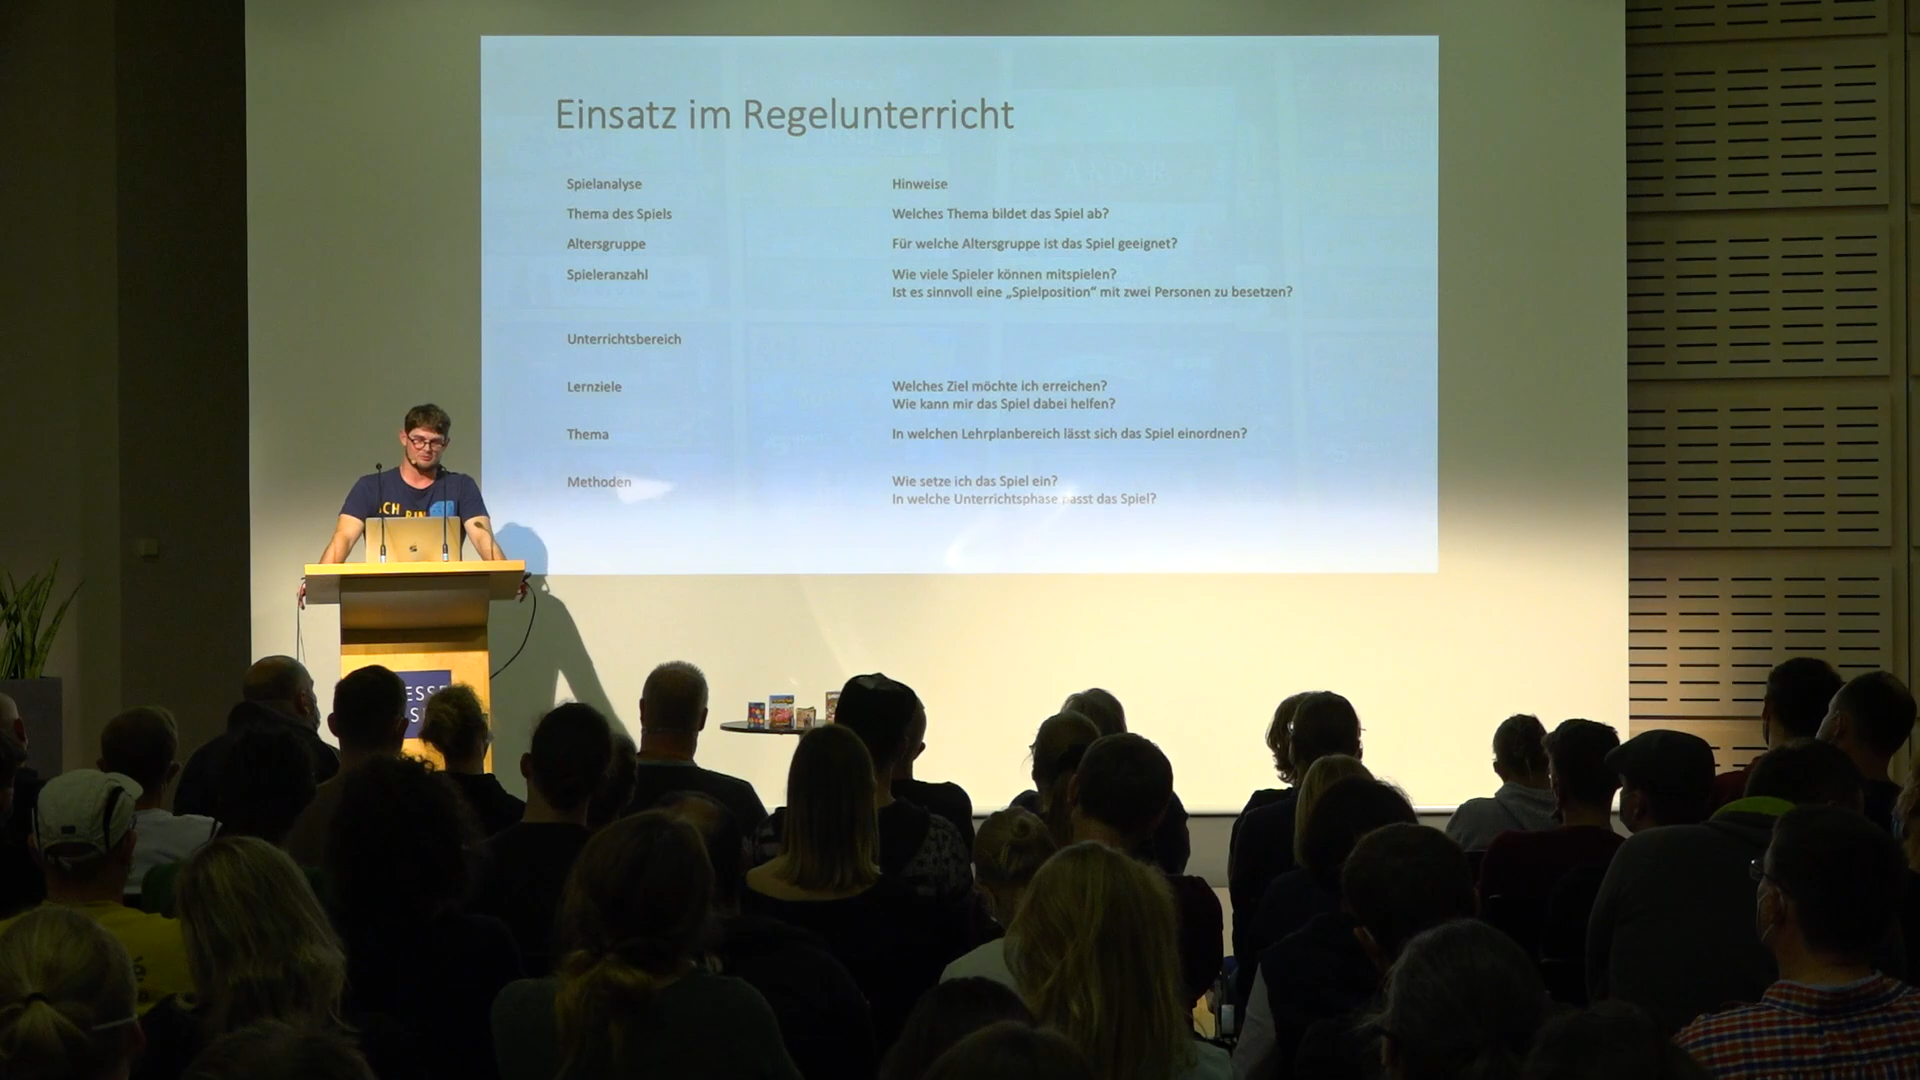 Einsatz im Regelunterricht
Spielanalyse Hinweise
Thema des Spiels Welches Thema bildet das Spiel ab?
Altersgruppe Für welche Altersgruppe ist das Spiel geeignet?
Spieleranzahl Wie viele Spieler können mitspielen?
Ist es sinnvoll eine „Spielposition“ mit zwei Personen zu besetzen?
Unterrichtsbereich
Lernziele Welches Ziel möchte ich erreichen?
Wie kann mir das Spiel dabei helfen?
Thema In welchen Lehrplanbereich lässt sich das Spiel einordnen?
Methoden Wie setze ich das Spiel ein?
In welche Unterrichtsphase passt das Spiel?
ANDOR
ICH BIN